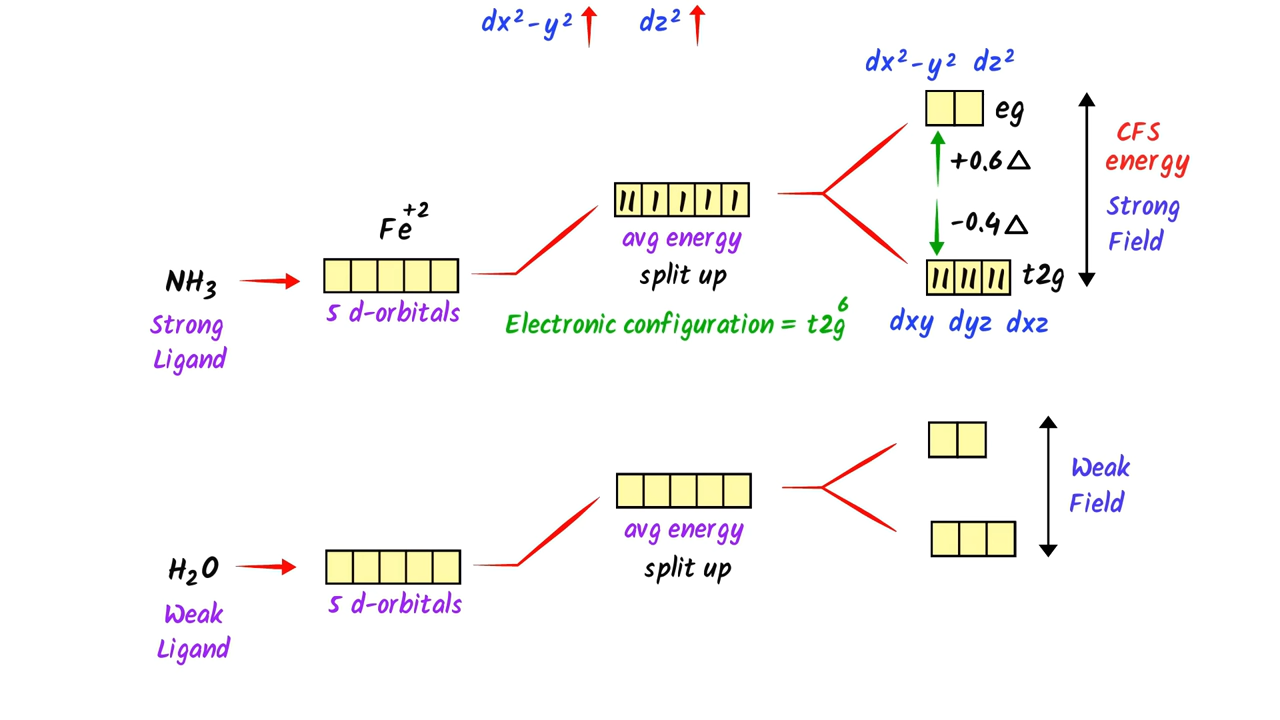 dx²-y² ↑ dz² ↑
dx²-y² dz²
eg
+0.6 △
-0.4 △
CFS
energy
Strong
Field
t2g
dxy dyz dxz
Fe⁺²
NH₃
Strong
Ligand
5 d-orbitals
avg energy
split up
Electronic configuration = t2g⁶
H₂O
Weak
Ligand
5 d-orbitals
avg energy
split up
Weak
Field